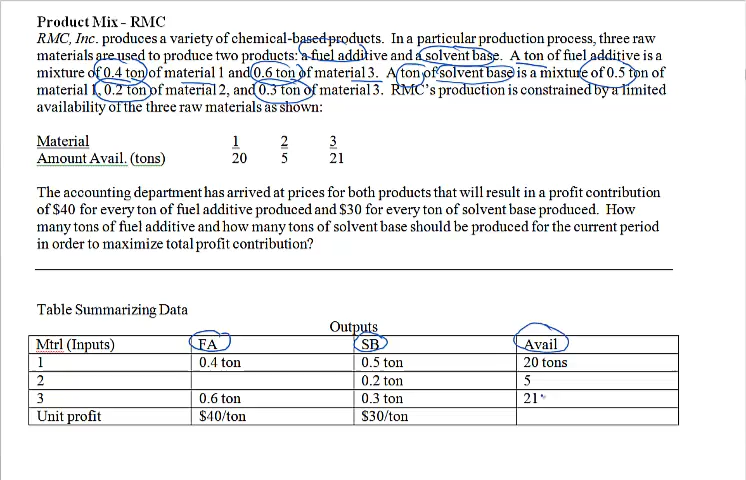 Product Mix - RMC
RMC, Inc. produces a variety of chemical-based products. In a particular production process, three raw
materials are used to produce two products: a fuel additive and a solvent base. A ton of fuel additive is a
mixture of 0.4 ton of material 1 and 0.6 ton of material 3. A ton of solvent base is a mixture of 0.5 ton of
material 1, 0.2 ton of material 2, and 0.3 ton of material 3. RMC's production is constrained by a limited
availability of the three raw materials as shown:
Material 1 2 3
Amount Avail. (tons) 20 5 21
The accounting department has arrived at prices for both products that will result in a profit contribution
of $40 for every ton of fuel additive produced and $30 for every ton of solvent base produced. How
many tons of fuel additive and how many tons of solvent base should be produced for the current period
in order to maximize total profit contribution?
Table Summarizing Data
Outputs
Mtrl (Inputs) FA SB Avail
1 0.4 ton 0.5 ton 20 tons
2 0.2 ton 5
3 0.6 ton 0.3 ton 21
Unit profit $40/ton $30/ton